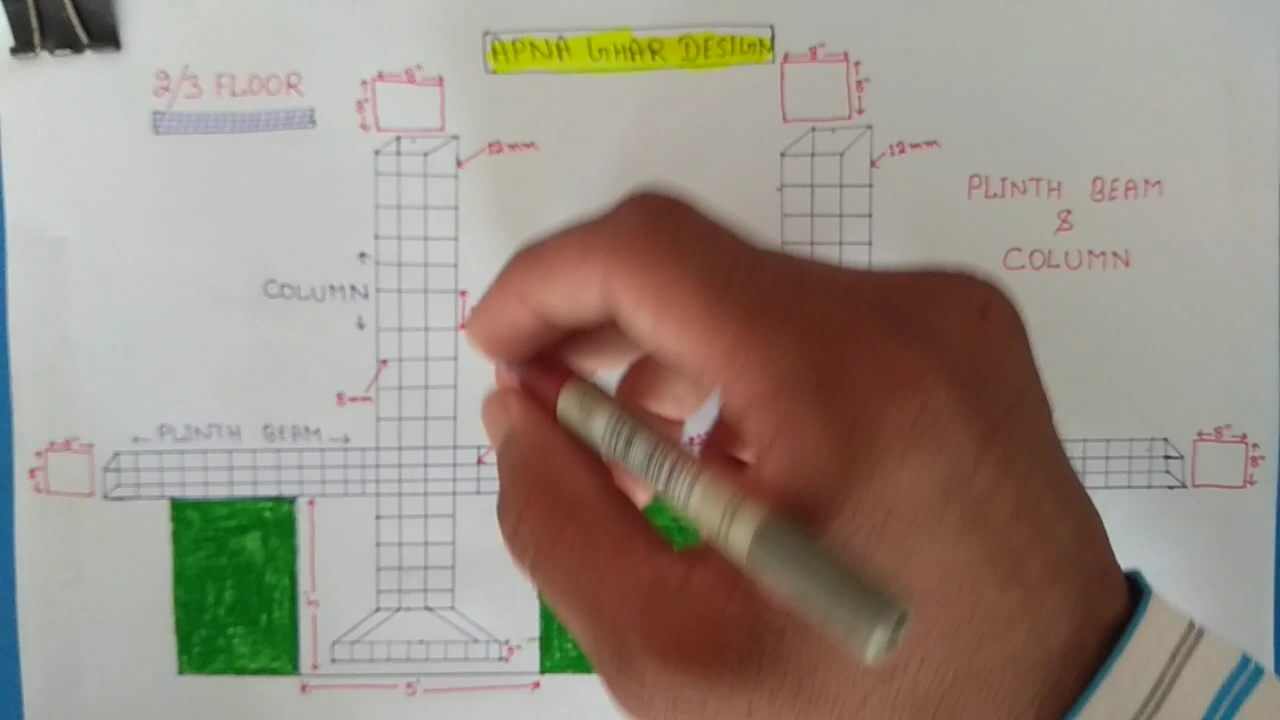 APNA GHAR DESIGN
2/3 FLOOR
8"
8"
8"
8"
12mm
12mm
PLINTH BEAM
&
COLUMN
COLUMN
8mm
PLINTH BEAM
8"
8"
8"
5'